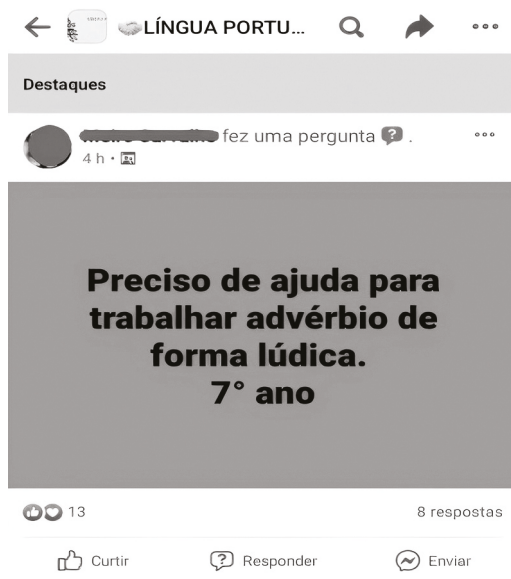 LÍNGUA PORTU...
Destaques
fez uma pergunta .
4 h ·
Preciso de ajuda para
trabalhar advérbio de
forma lúdica.
7° ano
13
8 respostas
Curtir
Responder
Enviar